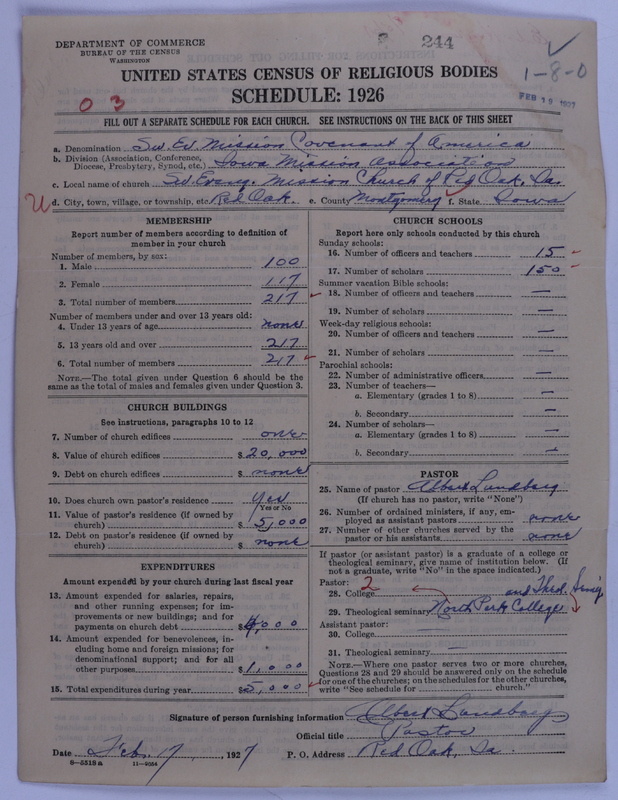 DEPARTMENT OF COMMERCE
BUREAU OF THE CENSUS
WASHINGTON
244
1-8-0
FEB 19 1927
UNITED STATES CENSUS OF RELIGIOUS BODIES
SCHEDULE: 1926
03
FILL OUT A SEPARATE SCHEDULE FOR EACH CHURCH. SEE INSTRUCTIONS ON THE BACK OF THIS SHEET
a. Denomination Sw. Ev. Mission Covenant of America
b. Division (Association, Conference, Diocese, Presbytery, Synod, etc.) Iowa Mission Association
c. Local name of church Sw. Evang. Mission Church of Red Oak, Ia.
d. City, town, village, or township, etc. Red Oak. e. County Montgomery f. State Iowa
MEMBERSHIP
Report number of members according to definition of
member in your church
Number of members, by sex:
1. Male 100
2. Female 117
3. Total number of members 217
Number of members under and over 13 years old:
4. Under 13 years of age none
5. 13 years old and over 217
6. Total number of members 217
NOTE.—The total given under Question 6 should be the
same as the total of males and females given under Question 3.
CHURCH BUILDINGS
See instructions, paragraphs 10 to 12
7. Number of church edifices one
8. Value of church edifices $ 20,000
9. Debt on church edifices $ none
10. Does church own pastor's residence Yes
Yes or No
11. Value of pastor's residence (if owned by
church) $ 5,000
12. Debt on pastor's residence (if owned by
church) $ none
EXPENDITURES
Amount expended by your church during last fiscal year
13. Amount expended for salaries, repairs,
and other running expenses; for im-
provements or new buildings; and for
payments on church debt $ 4,000
14. Amount expended for benevolences, in-
cluding home and foreign missions; for
denominational support; and for all
other purposes $ 1,000
15. Total expenditures during year $ 5,000
CHURCH SCHOOLS
Report here only schools conducted by this church
Sunday schools:
16. Number of officers and teachers 15
17. Number of scholars 150
Summer vacation Bible schools:
18. Number of officers and teachers —
19. Number of scholars —
Week-day religious schools:
20. Number of officers and teachers —
21. Number of scholars —
Parochial schools:
22. Number of administrative officers —
23. Number of teachers—
a. Elementary (grades 1 to 8) —
b. Secondary —
24. Number of scholars—
a. Elementary (grades 1 to 8) —
b. Secondary —
PASTOR
25. Name of pastor Albert Lundberg
(If church has no pastor, write "None")
26. Number of ordained ministers, if any, em-
ployed as assistant pastors none
27. Number of other churches served by the
pastor or his assistants none
If pastor (or assistant pastor) is a graduate of a college or
theological seminary, give name of institution below. (If
not a graduate, write "No" in the space indicated.)
Pastor: 2
28. College and Theol.
29. Theological seminary North Park College
Assistant pastor:
30. College
31. Theological seminary —
NOTE.—Where one pastor serves two or more churches,
Questions 28 and 29 should be answered only on the schedule
for one of the churches; on the schedules for the other churches,
write "See schedule for church."
Signature of person furnishing information Albert Lundberg
Official title Pastor
Date Feb. 17, 1927 P. O. Address Red Oak, Ia.
8—5518 a 11—9064